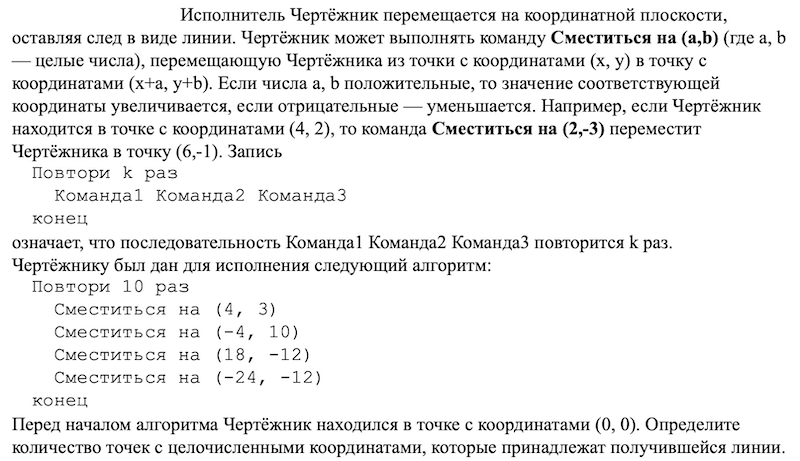 Исполнитель Чертёжник перемещается на координатной плоскости,
оставляя след в виде линии. Чертёжник может выполнять команду Сместиться на (a,b) (где a, b
— целые числа), перемещающую Чертёжника из точки с координатами (x, y) в точку с
координатами (x+a, y+b). Если числа a, b положительные, то значение соответствующей
координаты увеличивается, если отрицательные — уменьшается. Например, если Чертёжник
находится в точке с координатами (4, 2), то команда Сместиться на (2,-3) переместит
Чертёжника в точку (6,-1). Запись
Повтори k раз
Команда1 Команда2 Команда3
конец
означает, что последовательность Команда1 Команда2 Команда3 повторится k раз.
Чертёжнику был дан для исполнения следующий алгоритм:
Повтори 10 раз
Сместиться на (4, 3)
Сместиться на (-4, 10)
Сместиться на (18, -12)
Сместиться на (-24, -12)
конец
Перед началом алгоритма Чертёжник находился в точке с координатами (0, 0). Определите
количество точек с целочисленными координатами, которые принадлежат получившейся линии.